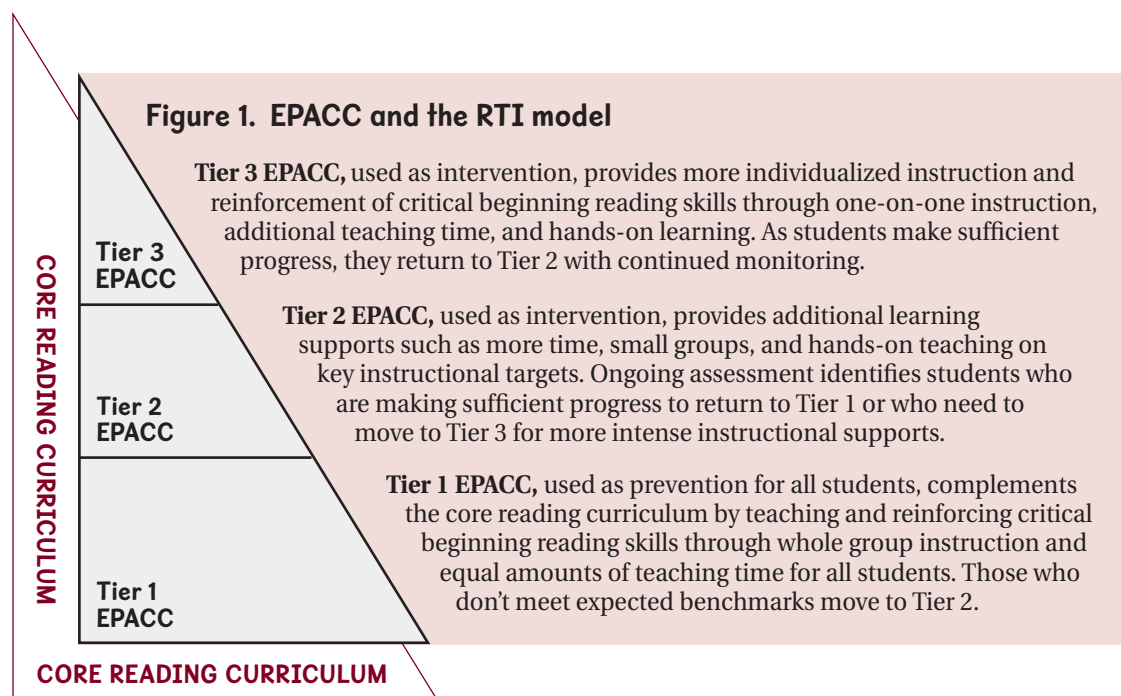 Figure 1. EPACC and the RTI model
Tier 3 EPACC, used as intervention, provides more individualized instruction and
reinforcement of critical beginning reading skills through one-on-one instruction,
additional teaching time, and hands-on learning. As students make sufficient
progress, they return to Tier 2 with continued monitoring.
Tier 3
EPACC
Tier 2 EPACC, used as intervention, provides additional learning
supports such as more time, small groups, and hands-on teaching on
key instructional targets. Ongoing assessment identifies students who
are making sufficient progress to return to Tier 1 or who need to
move to Tier 3 for more intense instructional supports.
Tier 2
EPACC
Tier 1 EPACC, used as prevention for all students, complements
the core reading curriculum by teaching and reinforcing critical
beginning reading skills through whole group instruction and
equal amounts of teaching time for all students. Those who
don't meet expected benchmarks move to Tier 2.
Tier 1
EPACC
CORE READING CURRICULUM
CORE READING CURRICULUM